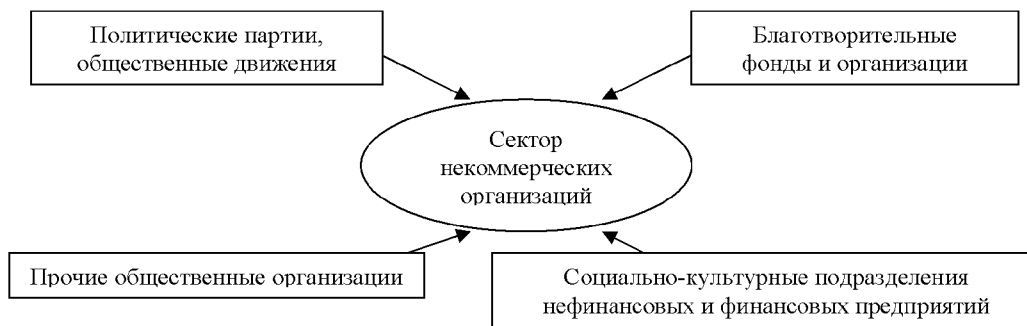 Политические партии,
общественные движения
Благотворительные
фонды и организации
Сектор
некоммерческих
организаций
Прочие общественные организации
Социально-культурные подразделения
нефинансовых и финансовых предприятий